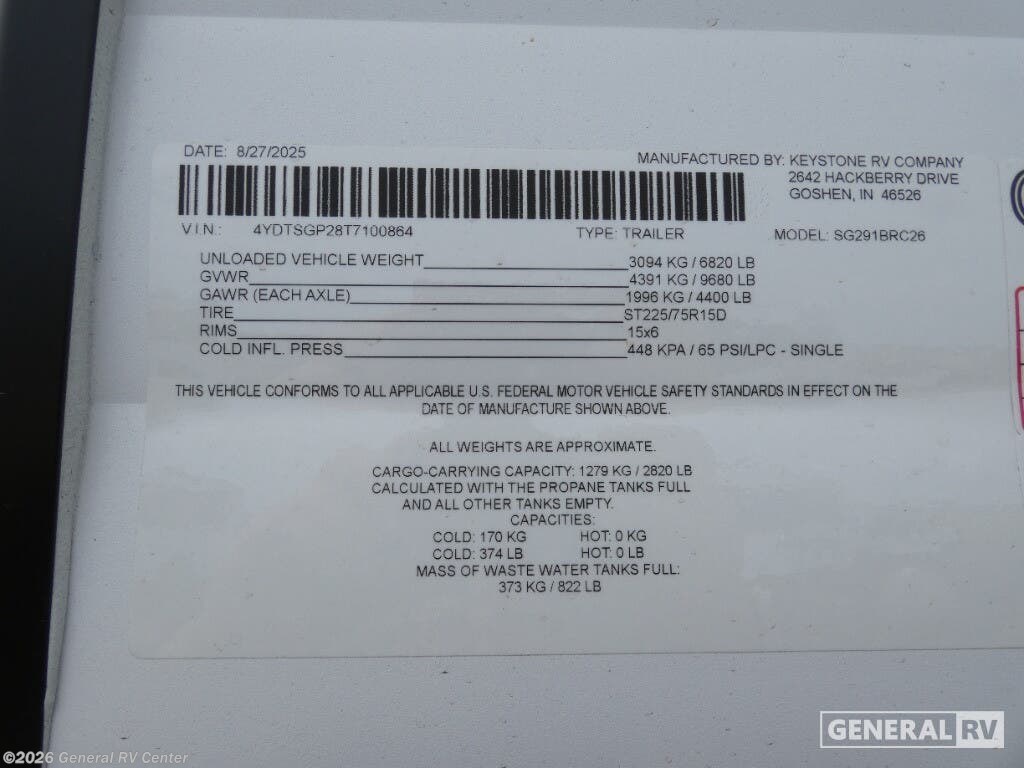 DATE: 8/27/2025
MANUFACTURED BY: KEYSTONE RV COMPANY
2642 HACKBERRY DRIVE
GOSHEN, IN 46526
V.I.N.: 4YDTSGP28T7100864 TYPE: TRAILER MODEL: SG291BRC26
UNLOADED VEHICLE WEIGHT 3094 KG / 6820 LB
GVWR 4391 KG / 9680 LB
GAWR (EACH AXLE) 1996 KG / 4400 LB
TIRE ST225/75R15D
RIMS 15x6
COLD INFL. PRESS 448 KPA / 65 PSI/LPC - SINGLE
THIS VEHICLE CONFORMS TO ALL APPLICABLE U.S. FEDERAL MOTOR VEHICLE SAFETY STANDARDS IN EFFECT ON THE
DATE OF MANUFACTURE SHOWN ABOVE.
ALL WEIGHTS ARE APPROXIMATE.
CARGO-CARRYING CAPACITY: 1279 KG / 2820 LB
CALCULATED WITH THE PROPANE TANKS FULL
AND ALL OTHER TANKS EMPTY.
CAPACITIES:
COLD: 170 KG HOT: 0 KG
COLD: 374 LB HOT: 0 LB
MASS OF WASTE WATER TANKS FULL:
373 KG / 822 LB
GENERAL RV
©2026 General RV Center